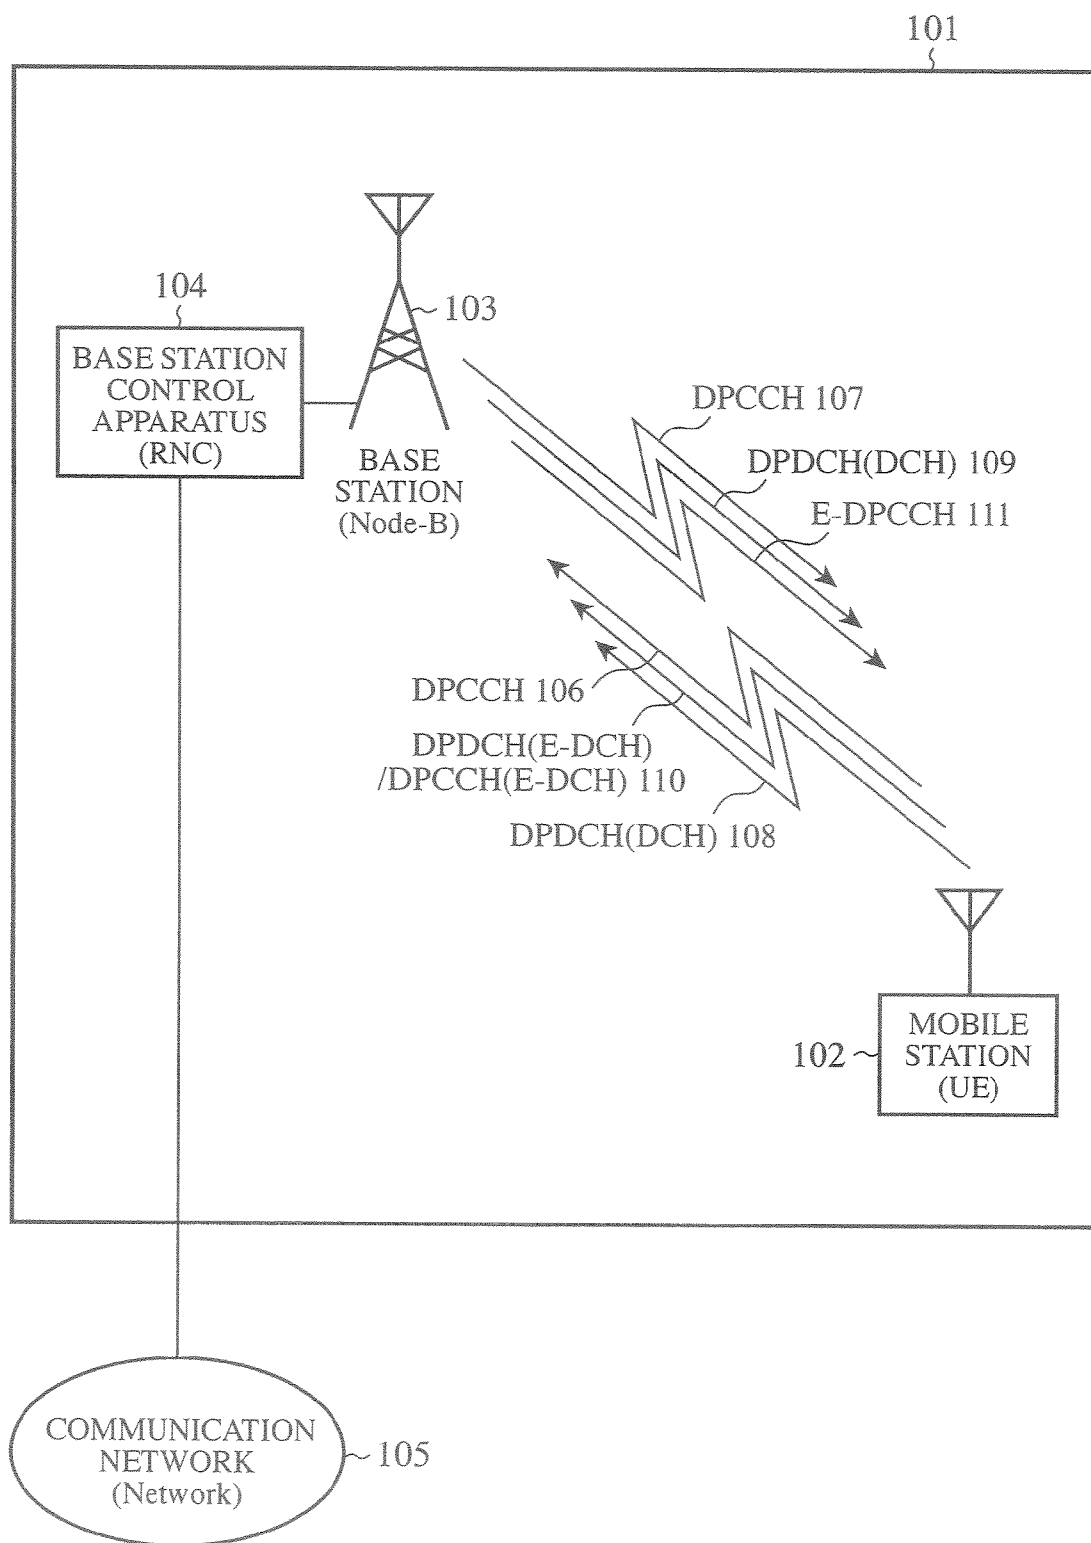 101
104
103
BASE STATION
CONTROL
APPARATUS
(RNC)
BASE
STATION
(Node-B)
DPCCH 107
DPDCH(DCH) 109
E-DPCCH 111
DPCCH 106
DPDCH(E-DCH)
/DPCCH(E-DCH) 110
DPDCH(DCH) 108
102
MOBILE
STATION
(UE)
COMMUNICATION
NETWORK
(Network)
105